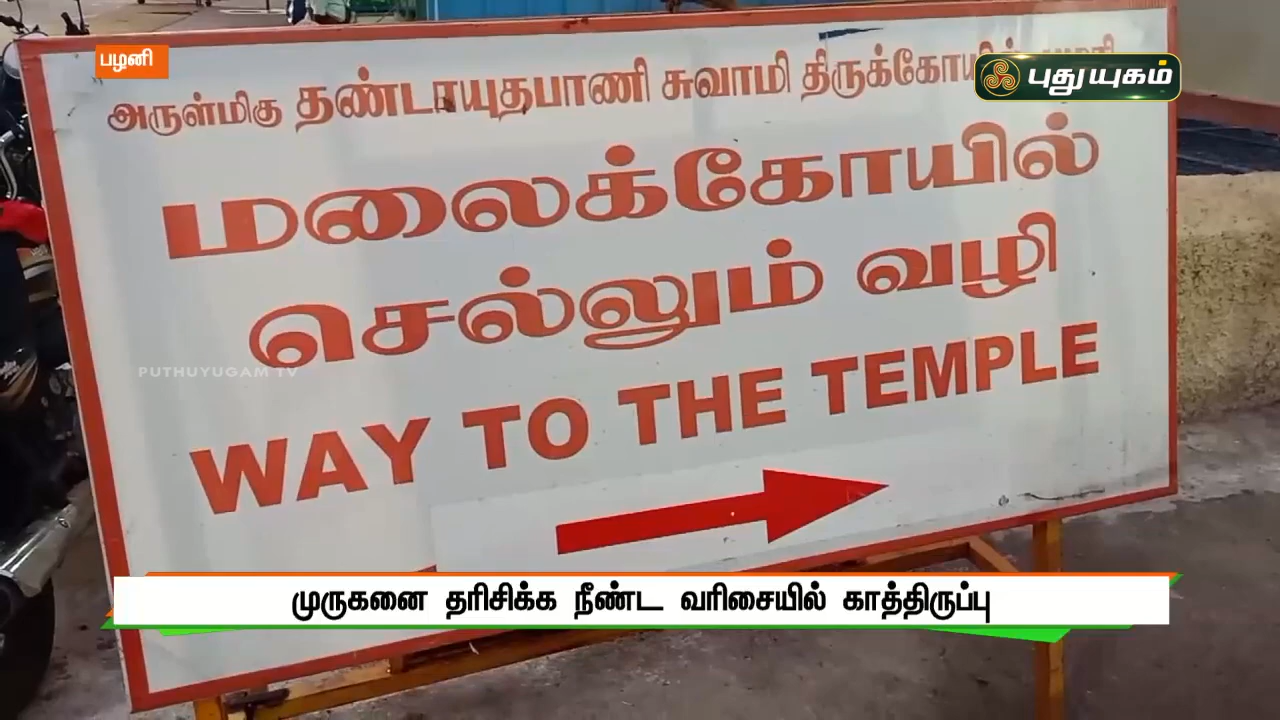 பழனி
புதுயுகம்
அருள்மிகு தண்டாயுதபாணி சுவாமி
மலைக்கோயில்
செல்லும் வழி
PUTHUYUGAM TV
WAY TO THE TEMPLE
முருகனை தரிசிக்க நீண்ட வரிசையில் காத்திருப்பு